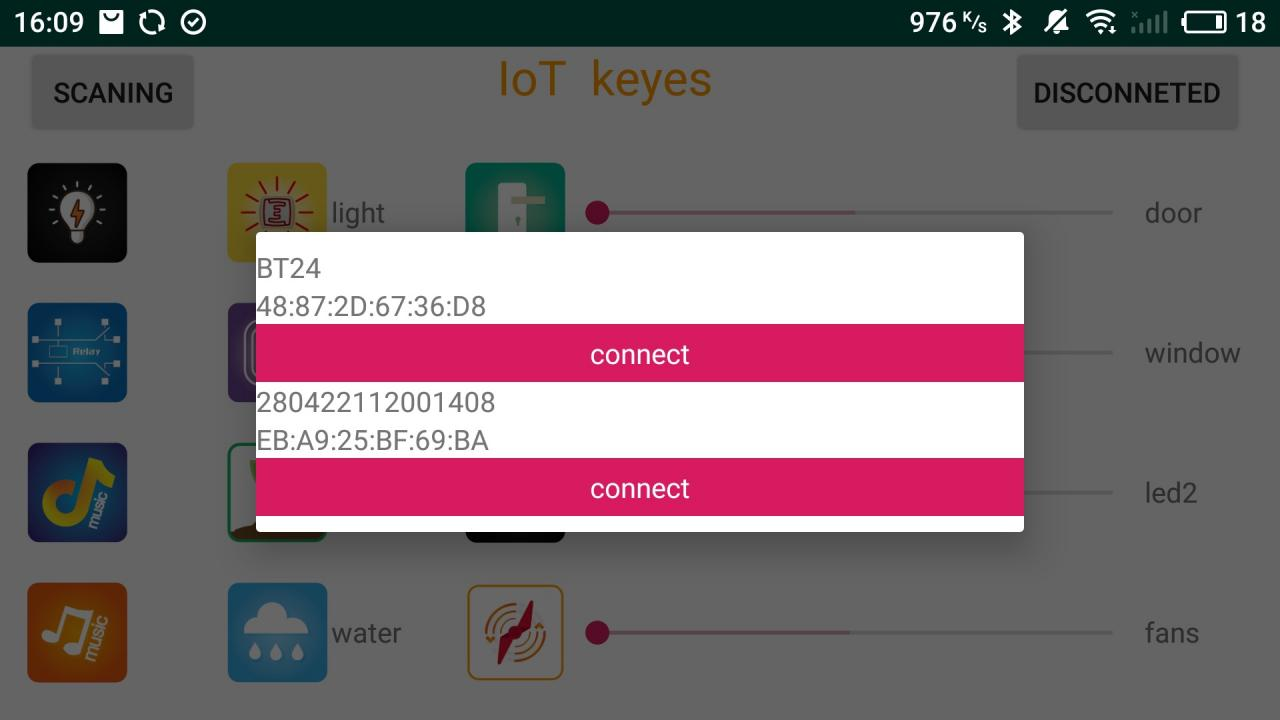 16:09 976 K/s 18
SCANING IoT keyes DISCONNETED
light door
BT24
48:87:2D:67:36:D8
Relay connect window
280422112001408
EB:A9:25:BF:69:BA
music connect led2
music water fans